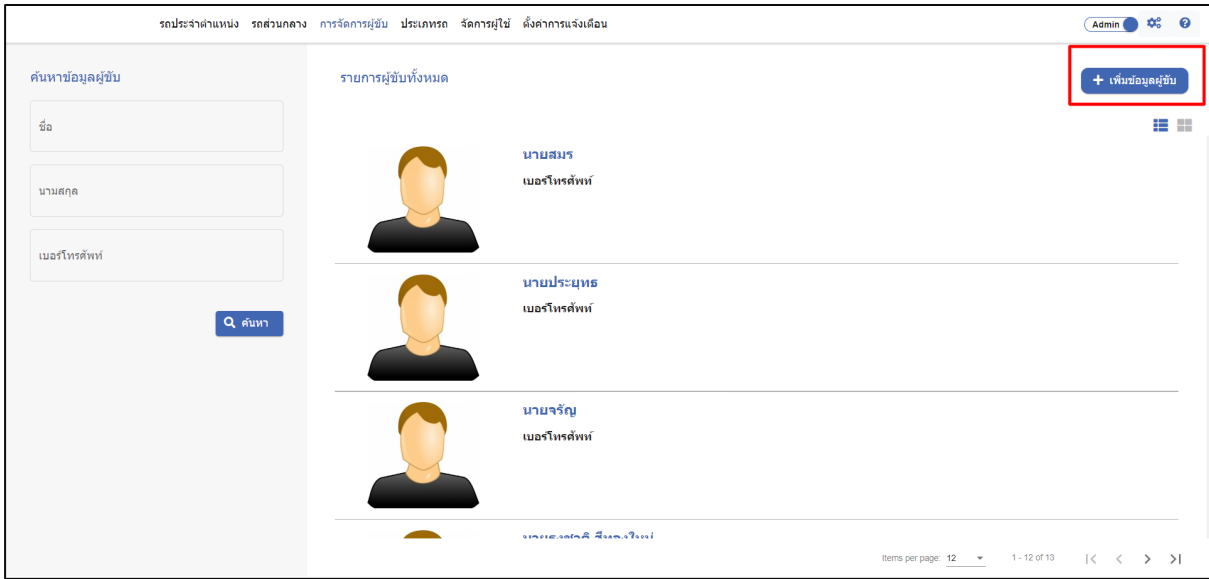 รถประจำตำแหน่ง รถส่วนกลาง การจัดการผู้ขับ ประเภทรถ จัดการผู้ใช้ ตั้งค่าการแจ้งเตือน Admin
ค้นหาข้อมูลผู้ขับ
ชื่อ
นามสกุล
เบอร์โทรศัพท์
ค้นหา
รายการผู้ขับทั้งหมด
+ เพิ่มข้อมูลผู้ขับ
นายสมร
เบอร์โทรศัพท์
นายประยุทธ
เบอร์โทรศัพท์
นายจรัญ
เบอร์โทรศัพท์
Items per page: 12 1 - 12 of 13